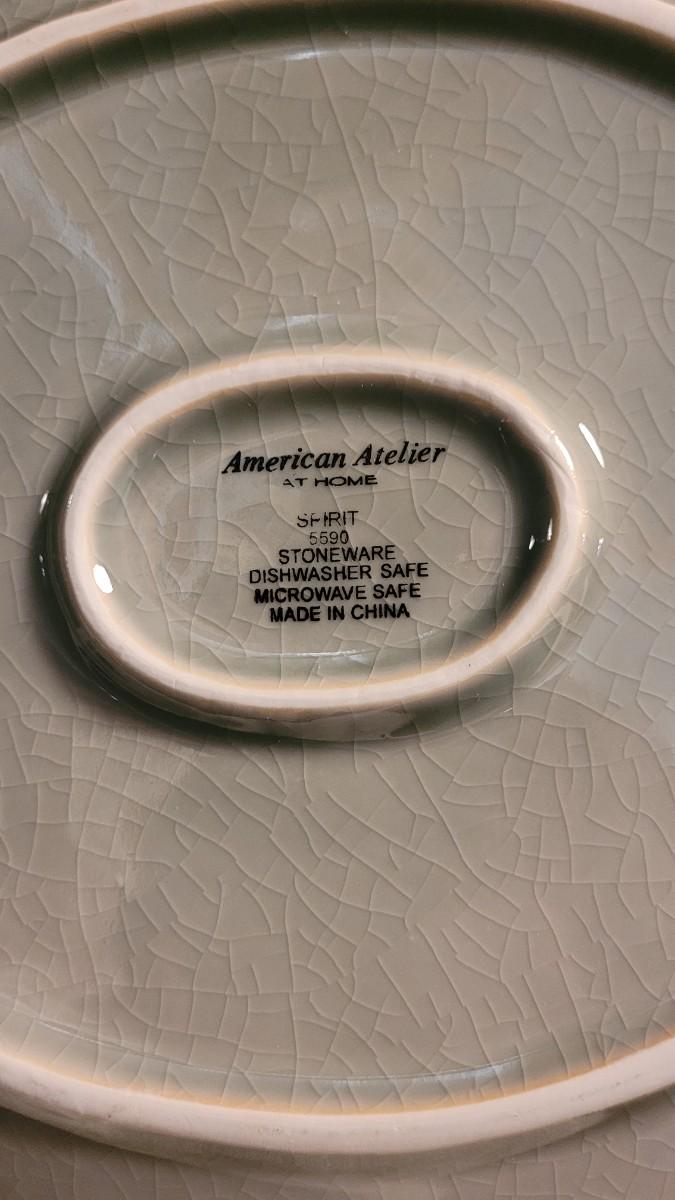 American Atelier
AT HOME
SPIRIT
5590
STONEWARE
DISHWASHER SAFE
MICROWAVE SAFE
MADE IN CHINA